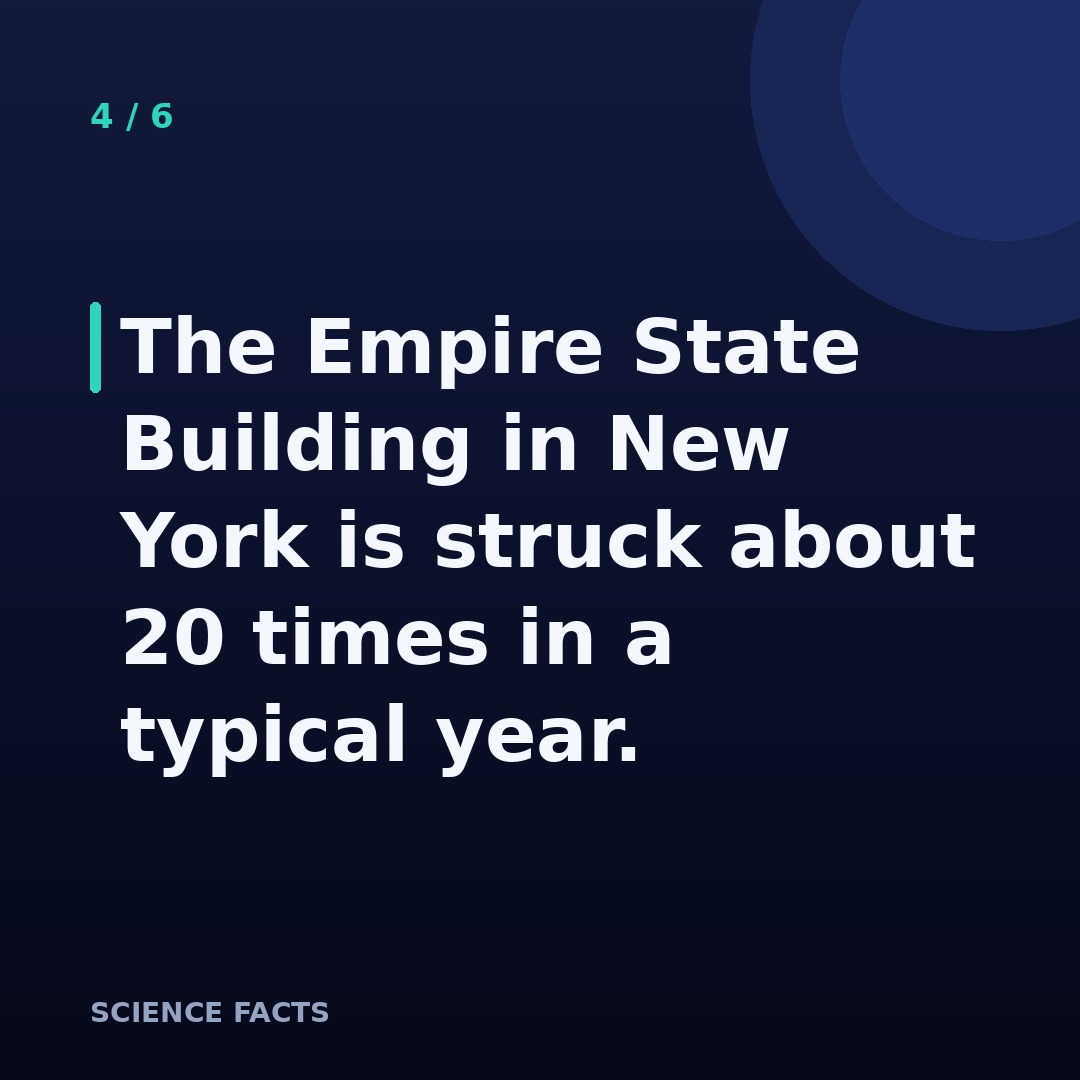 4 / 6
The Empire State
Building in New
York is struck about
20 times in a
typical year.
SCIENCE FACTS